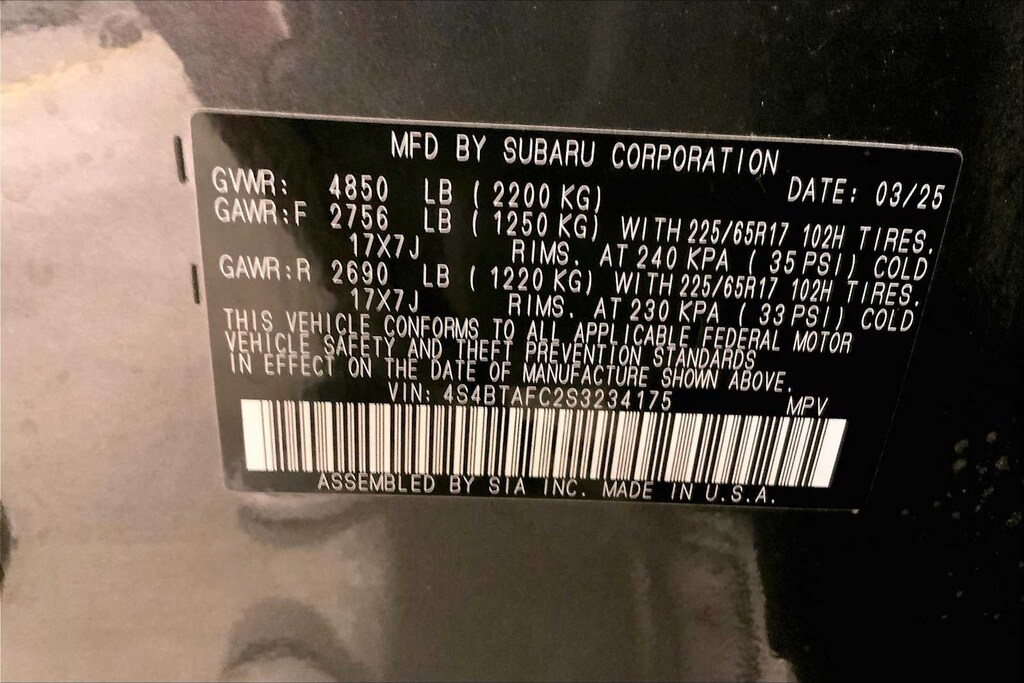 MFD BY SUBARU CORPORATION
GVWR: 4850 LB ( 2200 KG) DATE: 03/25
GAWR:F 2756 LB ( 1250 KG) WITH 225/65R17 102H TIRES.
17X7J RIMS. AT 240 KPA ( 35 PSI) COLD
GAWR:R 2690 LB ( 1220 KG) WITH 225/65R17 102H TIRES.
17X7J RIMS. AT 230 KPA ( 33 PSI) COLD
THIS VEHICLE CONFORMS TO ALL APPLICABLE FEDERAL MOTOR
VEHICLE SAFETY AND THEFT PREVENTION STANDARDS
IN EFFECT ON THE DATE OF MANUFACTURE SHOWN ABOVE.
VIN: 4S4BTAFC2S3234175 MPV
ASSEMBLED BY SIA INC. MADE IN U.S.A.